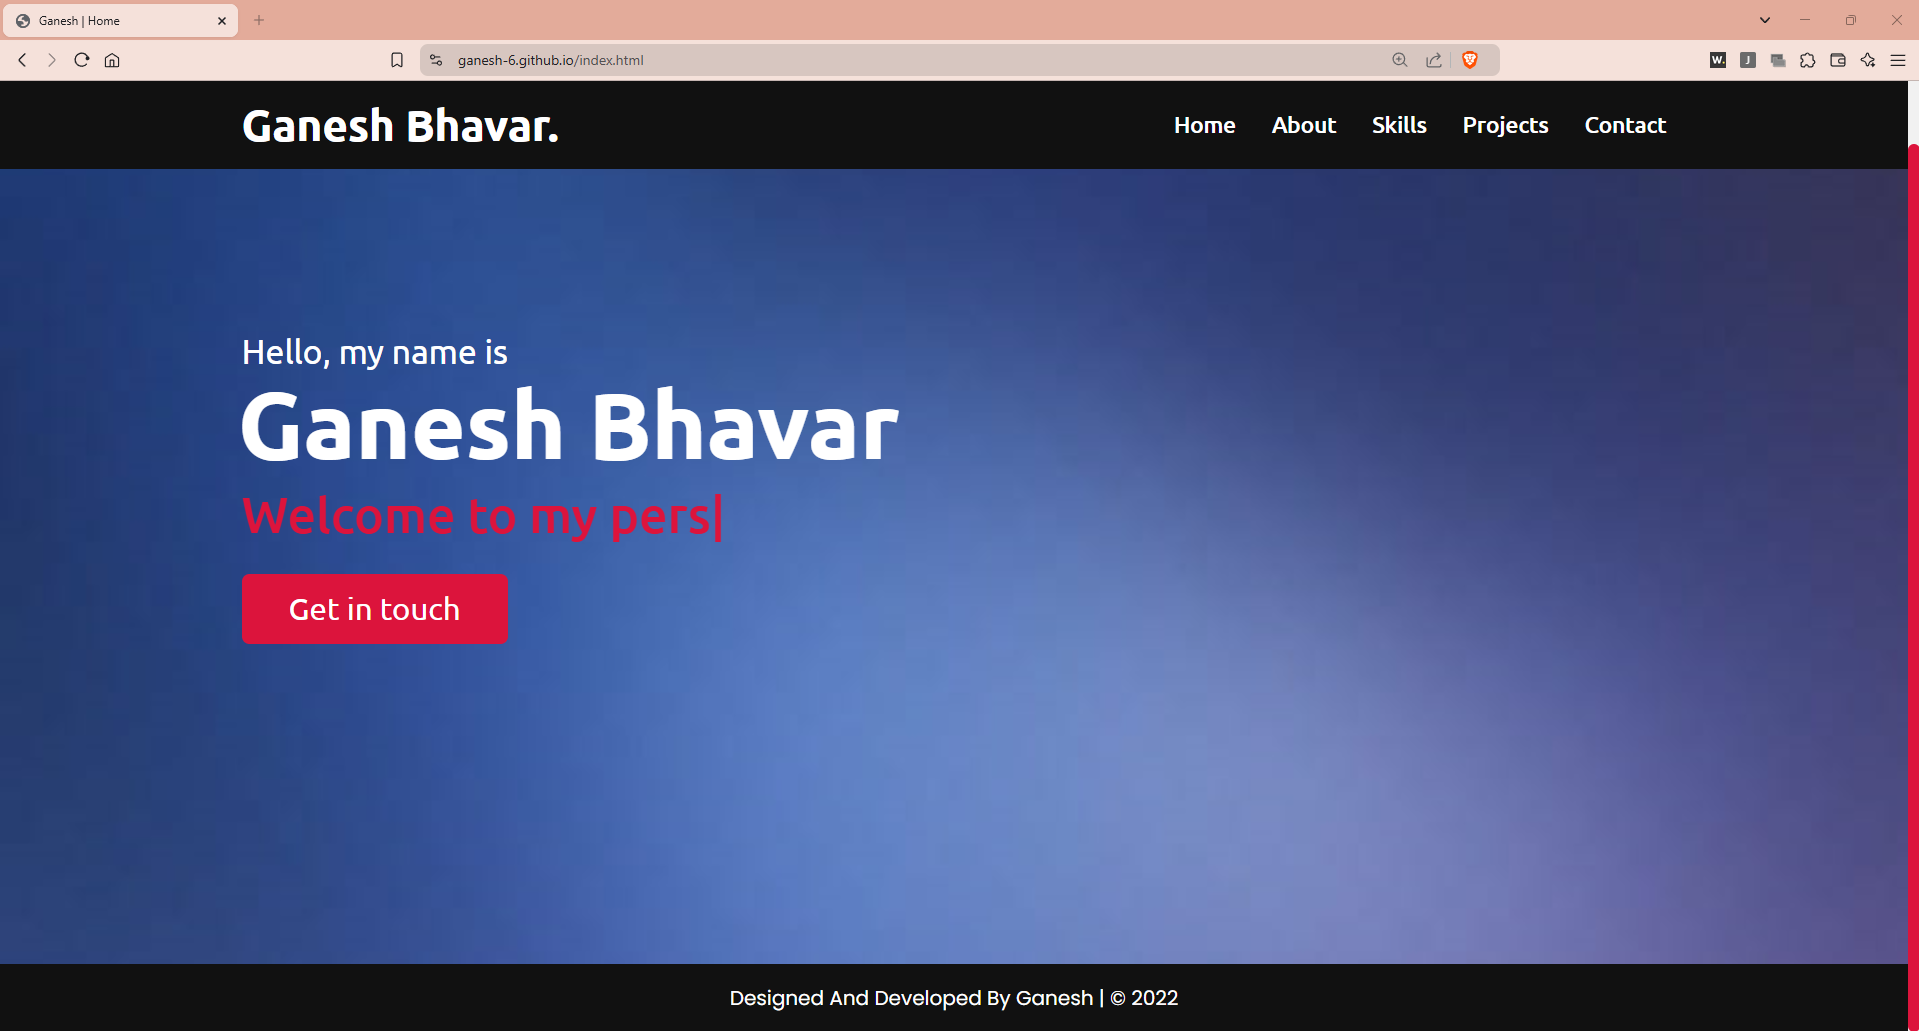 Ganesh | Home
ganesh-6.github.io/index.html
W.
J
Ganesh Bhavar.
Home About Skills Projects Contact
Hello, my name is
Ganesh Bhavar
Welcome to my pers|
Get in touch
Designed And Developed By Ganesh | © 2022